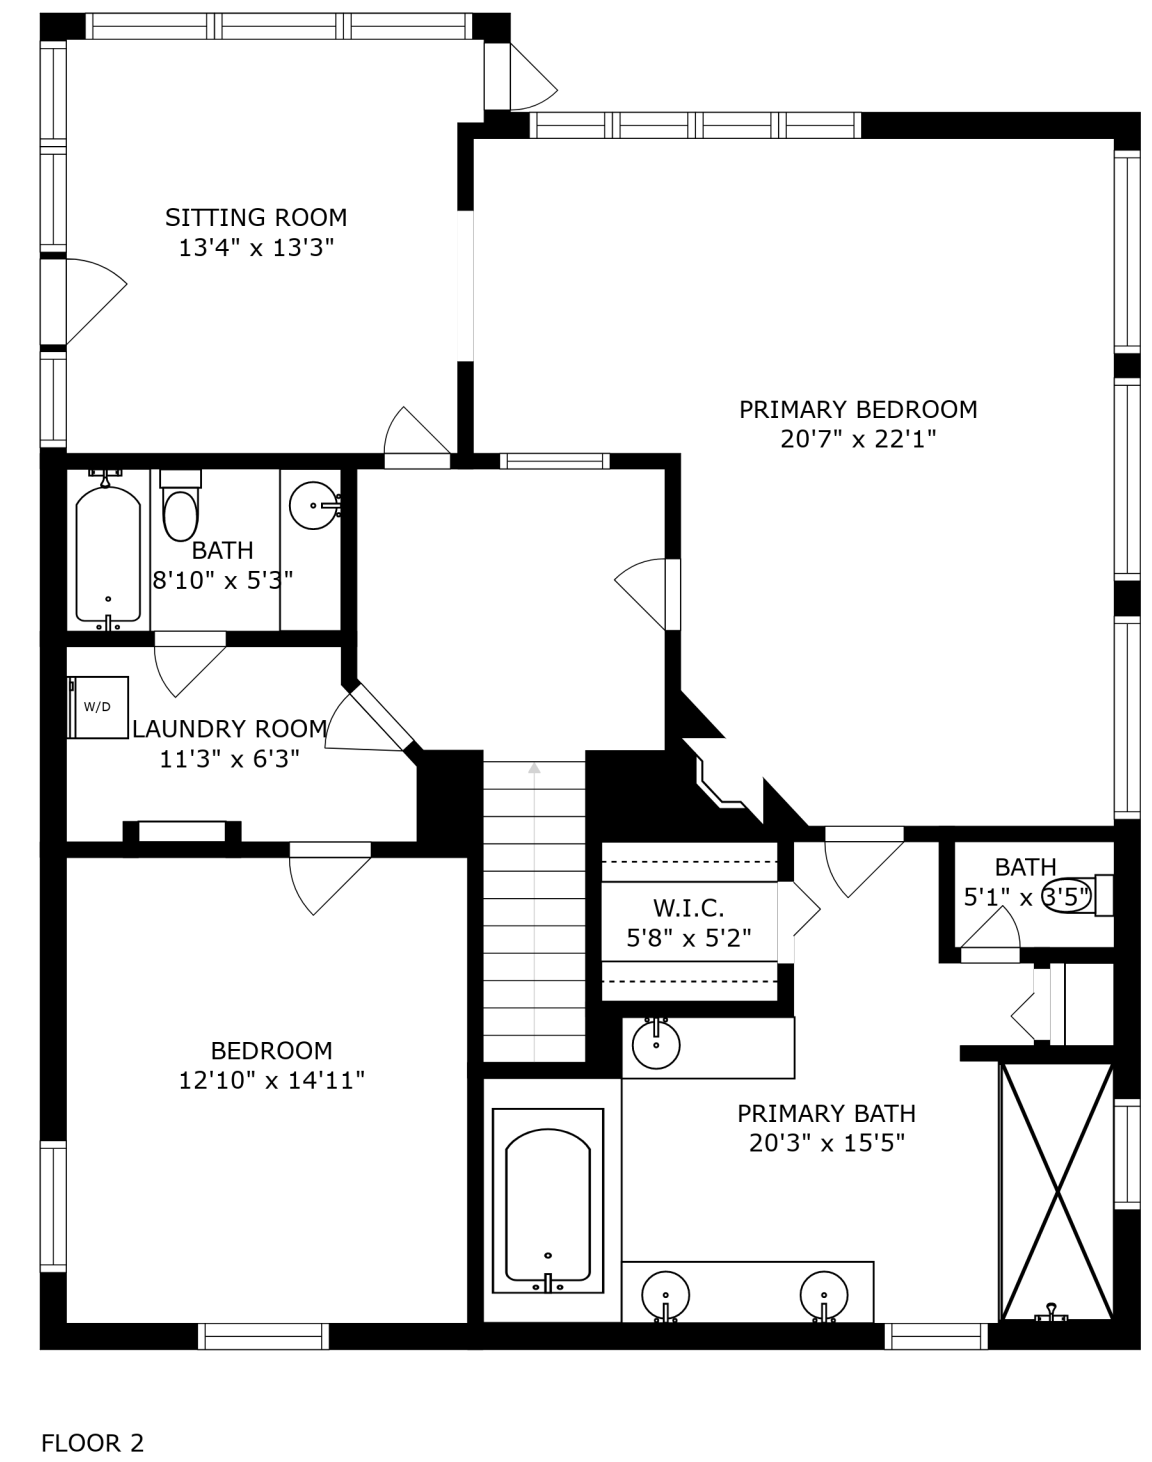 SITTING ROOM
13'4" x 13'3"
PRIMARY BEDROOM
20'7" x 22'1"
BATH
8'10" x 5'3"
W/D
LAUNDRY ROOM
11'3" x 6'3"
BATH
5'1" x 3'5"
W.I.C.
5'8" x 5'2"
BEDROOM
12'10" x 14'11"
PRIMARY BATH
20'3" x 15'5"
FLOOR 2